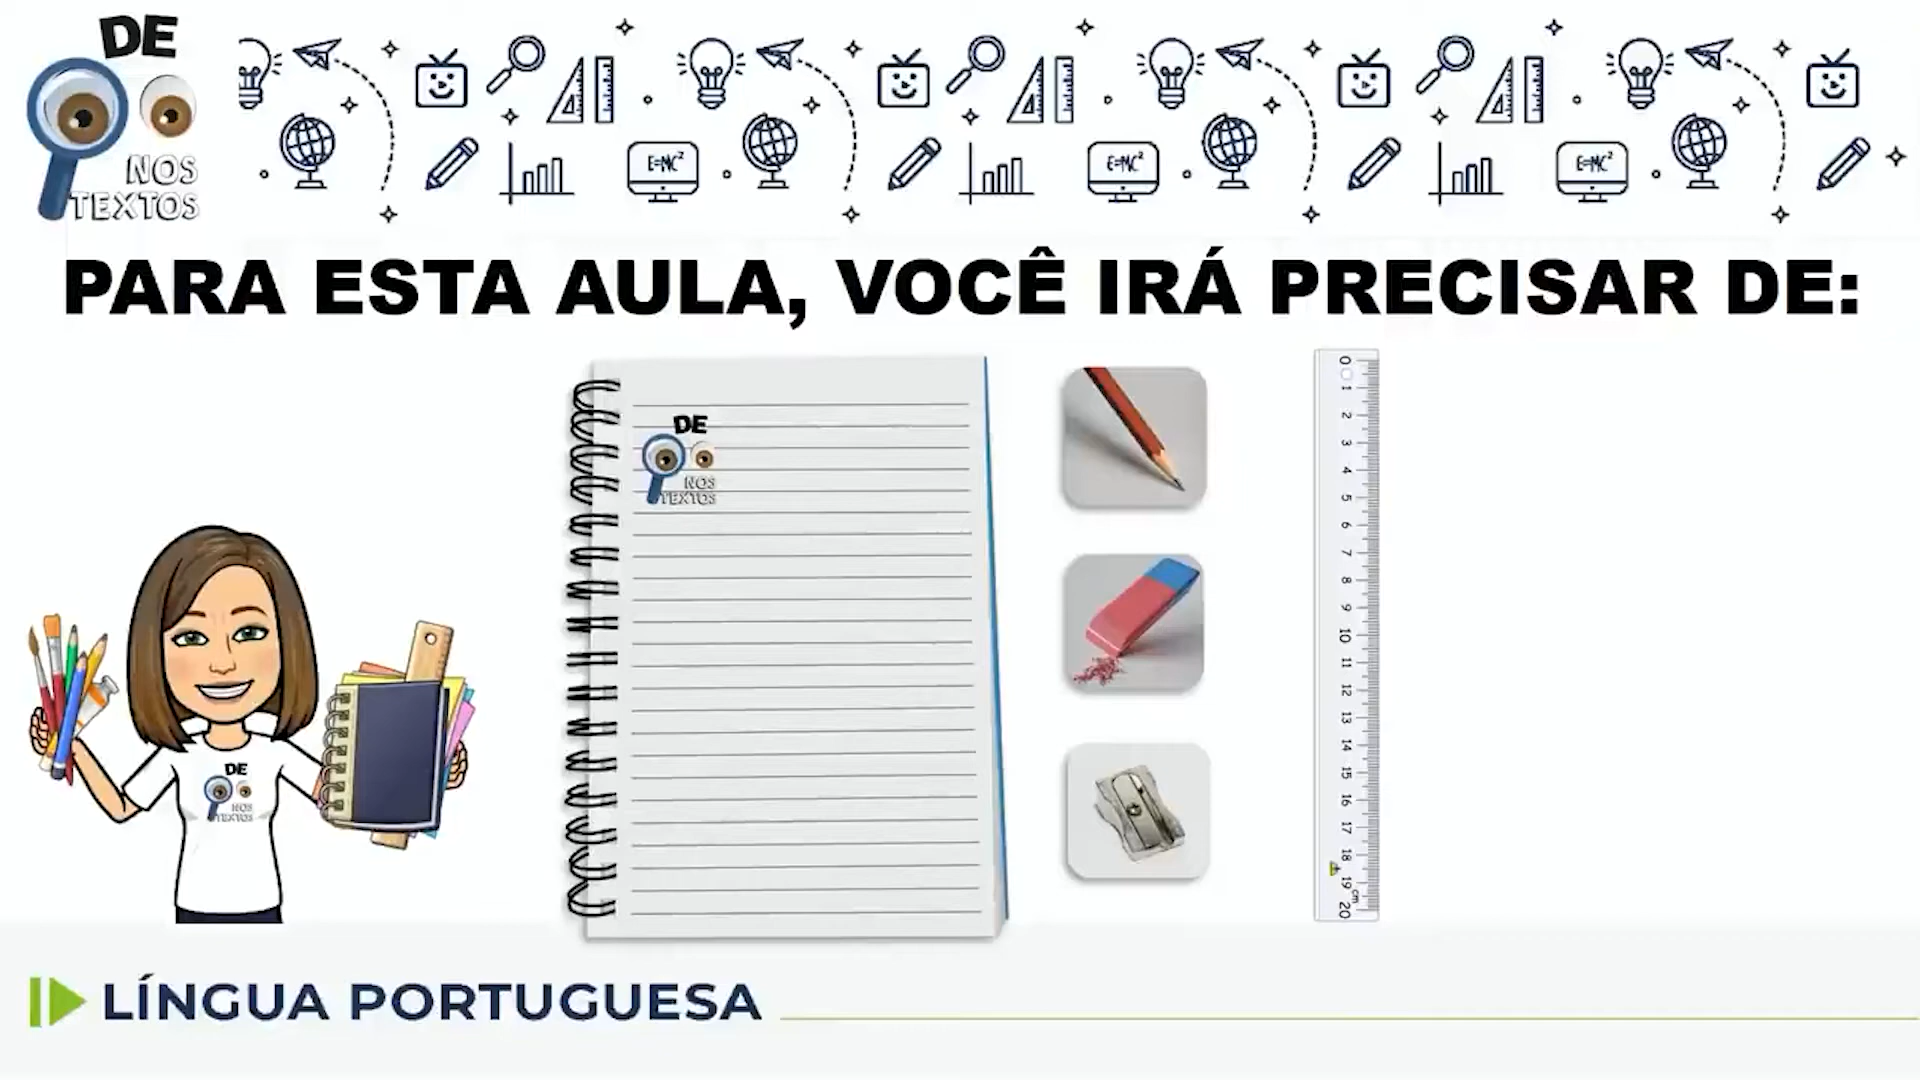 DE
NOS
TEXTOS
E=MC²
E=MC²
E=MC²
E=MC²
PARA ESTA AULA, VOCÊ IRÁ PRECISAR DE:
DE
NOS
TEXTOS
0
1
2
3
4
5
6
7
8
9
10
11
12
13
14
15
16
17
18
19
cm
20
DE
NOS
TEXTOS
LÍNGUA PORTUGUESA